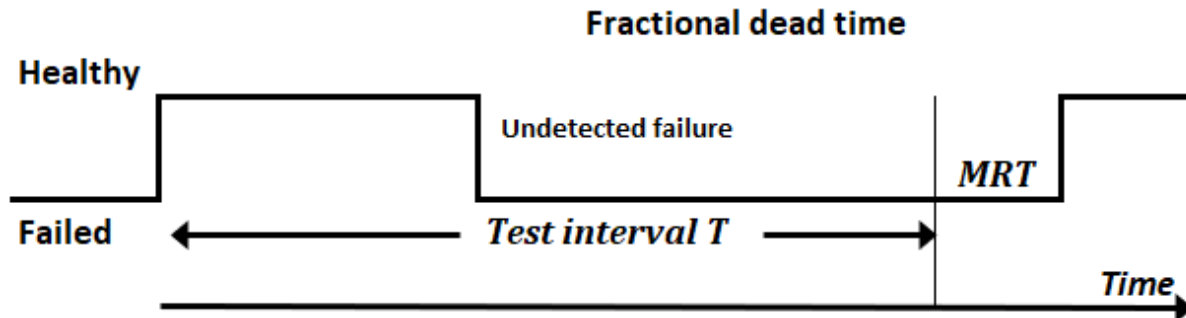 Fractional dead time
Healthy
Undetected failure
MRT
Failed
Test interval T
Time